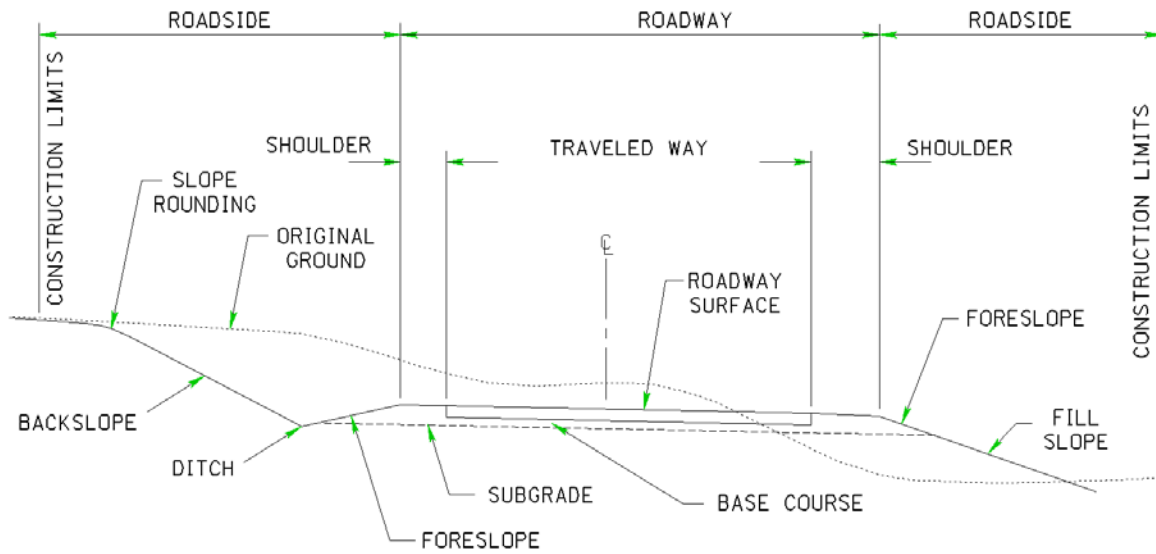 ROADSIDE
ROADWAY
ROADSIDE
CONSTRUCTION LIMITS
SHOULDER
TRAVELED WAY
SHOULDER
CONSTRUCTION LIMITS
SLOPE
ROUNDING
ORIGINAL
GROUND
CL
ROADWAY
SURFACE
FORESLOPE
BACKSLOPE
FILL
SLOPE
DITCH
SUBGRADE
BASE COURSE
FORESLOPE